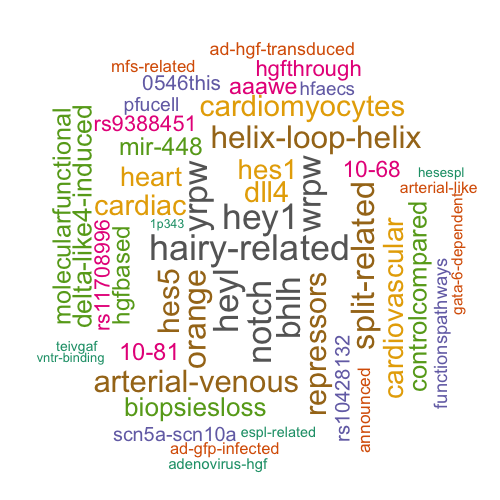 ad-hgf-transduced
mfs-related
hgfthrough
0546this
aaawe
hfaecs
pfucell
cardiomyocytes
rs9388451
helix-loop-helix
mir-448
10-68
hes1
heart
dll4
hesespl
arterial-like
cardiac
yrpw
wrpw
hey1
1p343
hairy-related
molecularfunctional
delta-like4-induced
rs11708996
hgfbased
hes5
orange
heyl
notch
bhlh
repressors
split-related
cardiovascular
controlcompared
functionspathways
gata-6-dependent
teivgaf
vntr-binding
10-81
arterial-venous
rs10428132
announced
biopsiesloss
scn5a-scn10a
espl-related
ad-gfp-infected
adenovirus-hgf